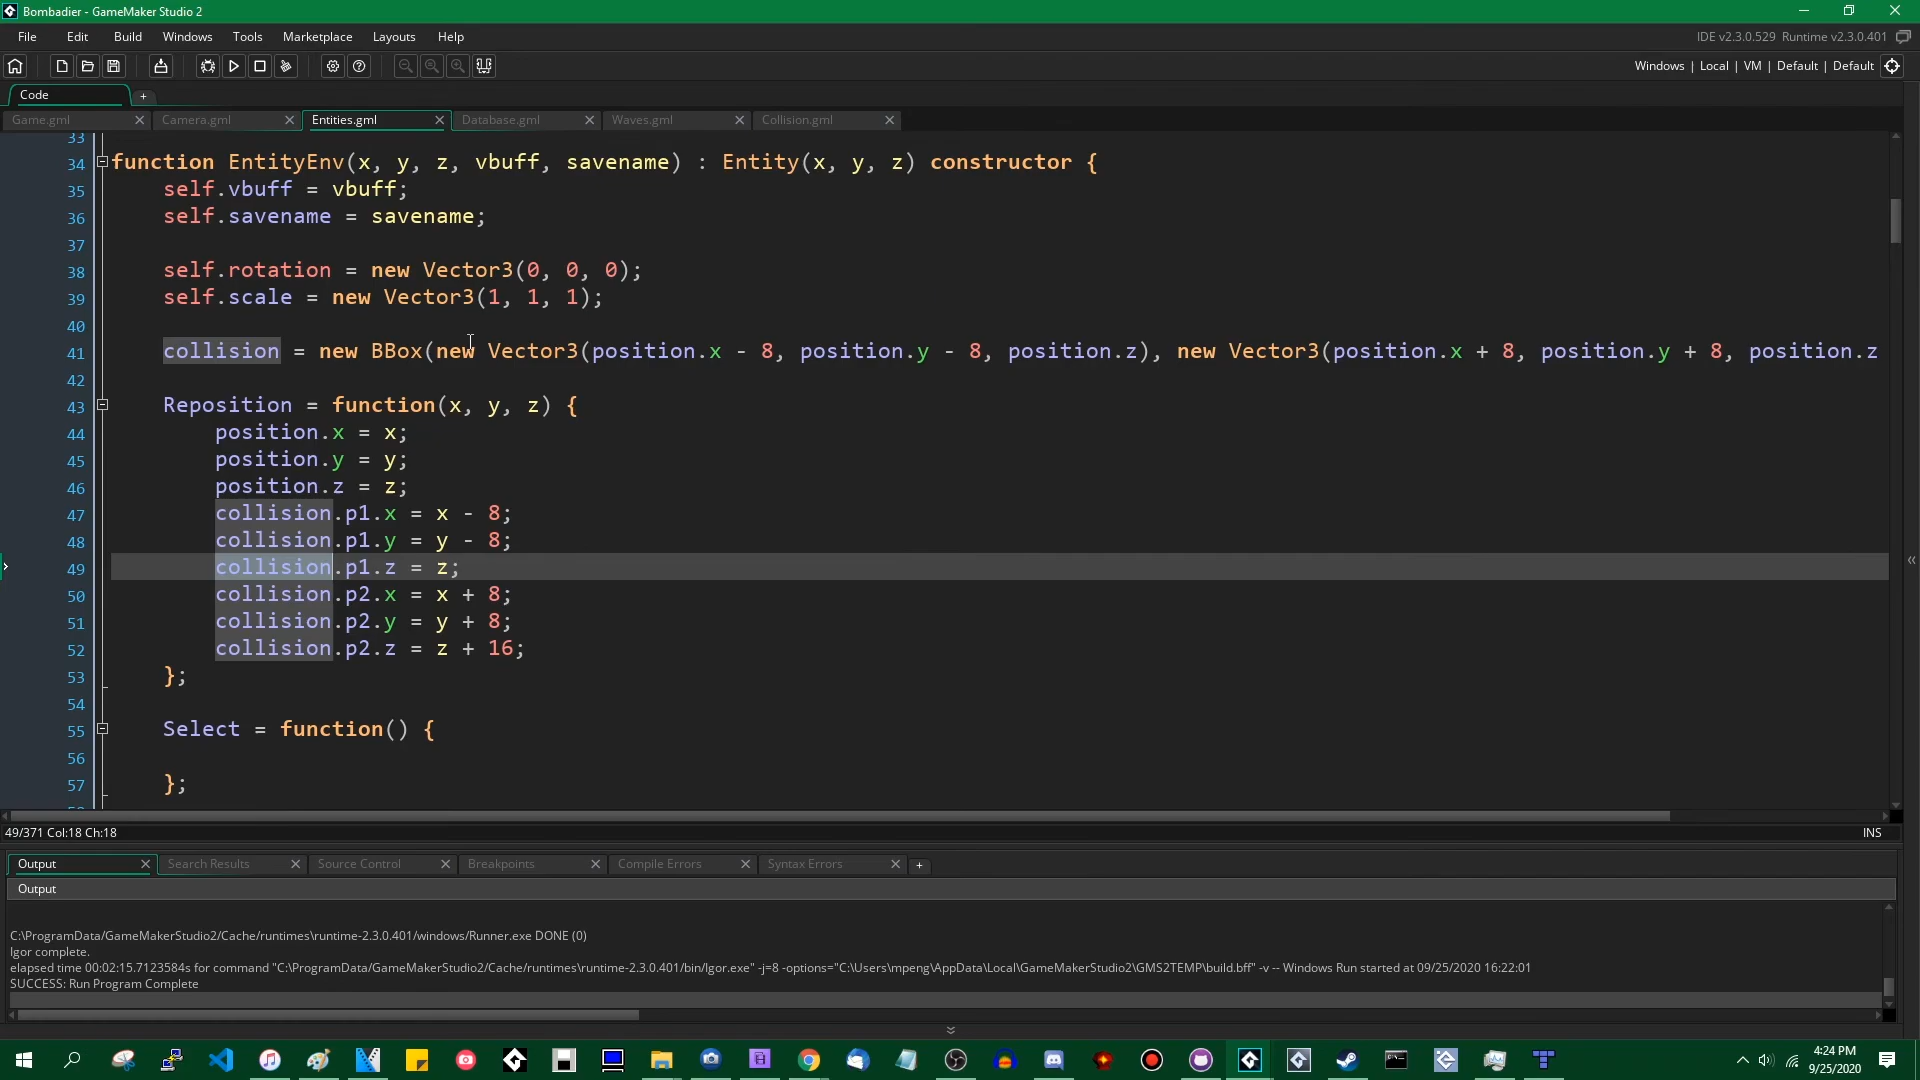 Bombadier - GameMaker Studio 2
File Edit Build Windows Tools Marketplace Layouts Help
IDE v2.3.0.529 Runtime v2.3.0.401
Windows | Local | VM | Default | Default
Code
Game.gml Camera.gml Entities.gml Database.gml Waves.gml Collision.gml
33
34 function EntityEnv(x, y, z, vbuff, savename) : Entity(x, y, z) constructor {
35 self.vbuff = vbuff;
36 self.savename = savename;
37
38 self.rotation = new Vector3(0, 0, 0);
39 self.scale = new Vector3(1, 1, 1);
40
41 collision = new BBox(new Vector3(position.x - 8, position.y - 8, position.z), new Vector3(position.x + 8, position.y + 8, position.z
42
43 Reposition = function(x, y, z) {
44 position.x = x;
45 position.y = y;
46 position.z = z;
47 collision.p1.x = x - 8;
48 collision.p1.y = y - 8;
49 collision.p1.z = z;
50 collision.p2.x = x + 8;
51 collision.p2.y = y + 8;
52 collision.p2.z = z + 16;
53 };
54
55 Select = function() {
56
57 };
49/371 Col:18 Ch:18
INS
Output Search Results Source Control Breakpoints Compile Errors Syntax Errors
Output
C:\ProgramData/GameMakerStudio2/Cache/runtimes\runtime-2.3.0.401/windows/Runner.exe DONE (0)
Igor complete.
elapsed time 00:02:15.7123584s for command "C:\ProgramData/GameMakerStudio2/Cache/runtimes\runtime-2.3.0.401/bin/Igor.exe" -j=8 -options="C:\Users\mpeng\AppData\Local\GameMakerStudio2\GMS2TEMP\build.bff" -v -- Windows Run started at 09/25/2020 16:22:01
SUCCESS: Run Program Complete
4:24 PM
9/25/2020